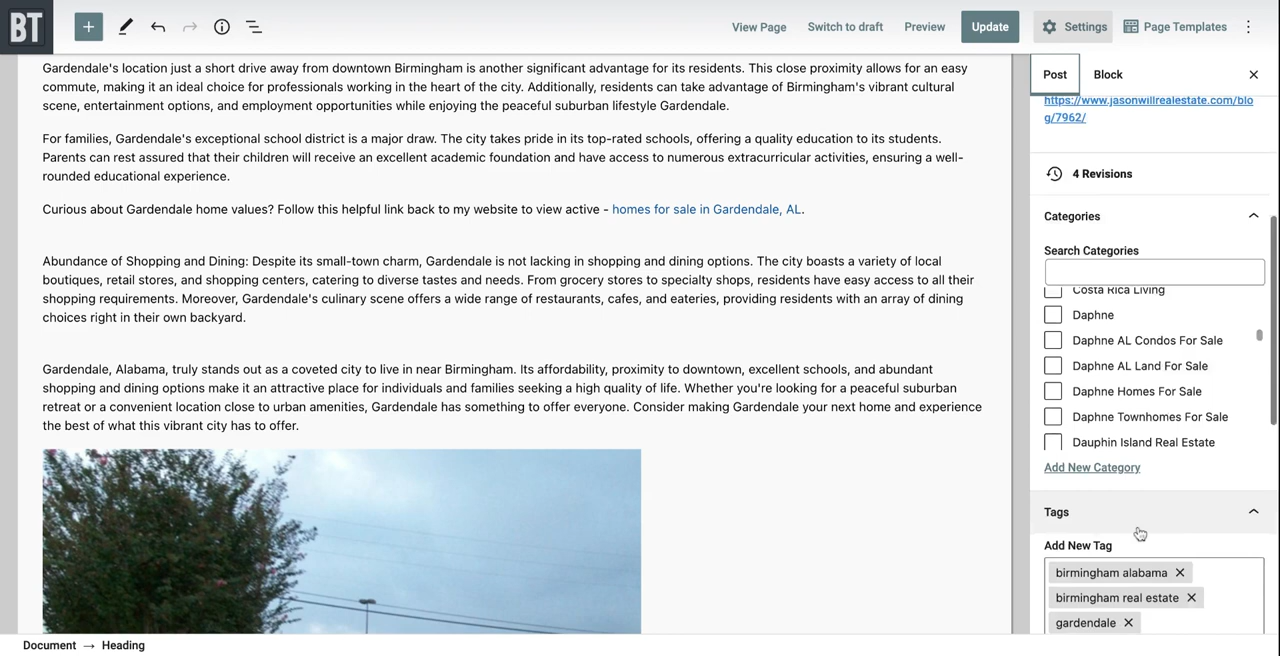 BT
View Page
Switch to draft
Preview
Update
Settings
Page Templates
Gardendale's location just a short drive away from downtown Birmingham is another significant advantage for its residents. This close proximity allows for an easy
commute, making it an ideal choice for professionals working in the heart of the city. Additionally, residents can take advantage of Birmingham's vibrant cultural
scene, entertainment options, and employment opportunities while enjoying the peaceful suburban lifestyle Gardendale.
For families, Gardendale's exceptional school district is a major draw. The city takes pride in its top-rated schools, offering a quality education to its students.
Parents can rest assured that their children will receive an excellent academic foundation and have access to numerous extracurricular activities, ensuring a well-
rounded educational experience.
Curious about Gardendale home values? Follow this helpful link back to my website to view active - homes for sale in Gardendale, AL.
Abundance of Shopping and Dining: Despite its small-town charm, Gardendale is not lacking in shopping and dining options. The city boasts a variety of local
boutiques, retail stores, and shopping centers, catering to diverse tastes and needs. From grocery stores to specialty shops, residents have easy access to all their
shopping requirements. Moreover, Gardendale's culinary scene offers a wide range of restaurants, cafes, and eateries, providing residents with an array of dining
choices right in their own backyard.
Gardendale, Alabama, truly stands out as a coveted city to live in near Birmingham. Its affordability, proximity to downtown, excellent schools, and abundant
shopping and dining options make it an attractive place for individuals and families seeking a high quality of life. Whether you're looking for a peaceful suburban
retreat or a convenient location close to urban amenities, Gardendale has something to offer everyone. Consider making Gardendale your next home and experience
the best of what this vibrant city has to offer.
Post
Block
https://www.jasonwillrealestate.com/blo
g/7962/
4 Revisions
Categories
Search Categories
Costa Rica Living
Daphne
Daphne AL Condos For Sale
Daphne AL Land For Sale
Daphne Homes For Sale
Daphne Townhomes For Sale
Dauphin Island Real Estate
Add New Category
Tags
Add New Tag
birmingham alabama
birmingham real estate
gardendale
Document → Heading